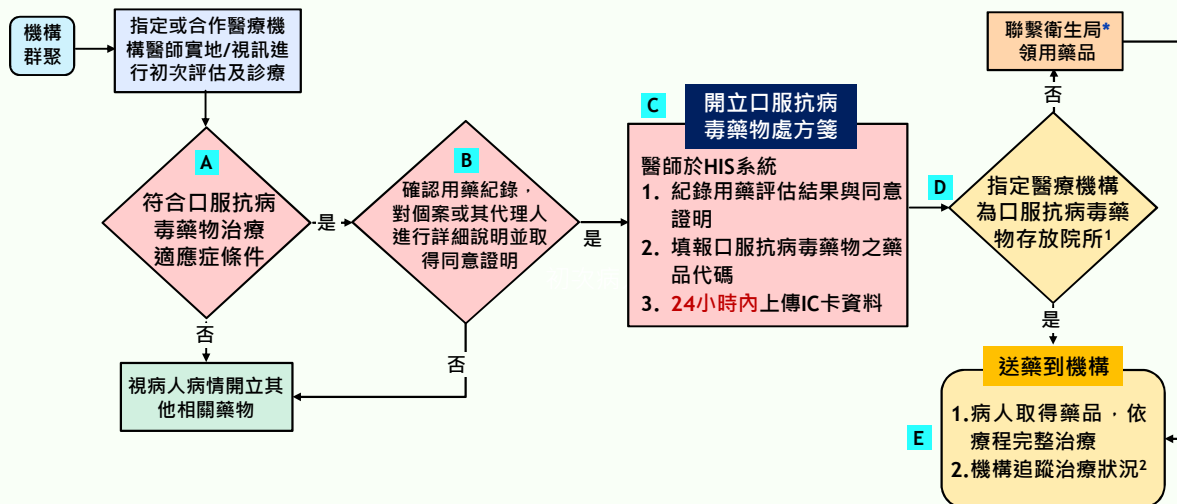 機構
群聚
指定或合作醫療機
構醫師實地/視訊進
行初次評估及診療
A
符合口服抗病
毒藥物治療
適應症條件
是
否
視病人病情開立其
他相關藥物
B
確認用藥紀錄，
對個案或其代理人
進行詳細說明並取
得同意證明
是
否
C
開立口服抗病
毒藥物處方箋
醫師於HIS系統
1. 紀錄用藥評估結果與同意
證明
2. 填報口服抗病毒藥物之藥
品代碼
3. 24小時內上傳IC卡資料
D
指定醫療機構
為口服抗病毒藥
物存放院所1
否
聯繫衛生局*
領用藥品
是
送藥到機構
E
1.病人取得藥品，依
療程完整治療
2.機構追蹤治療狀況2